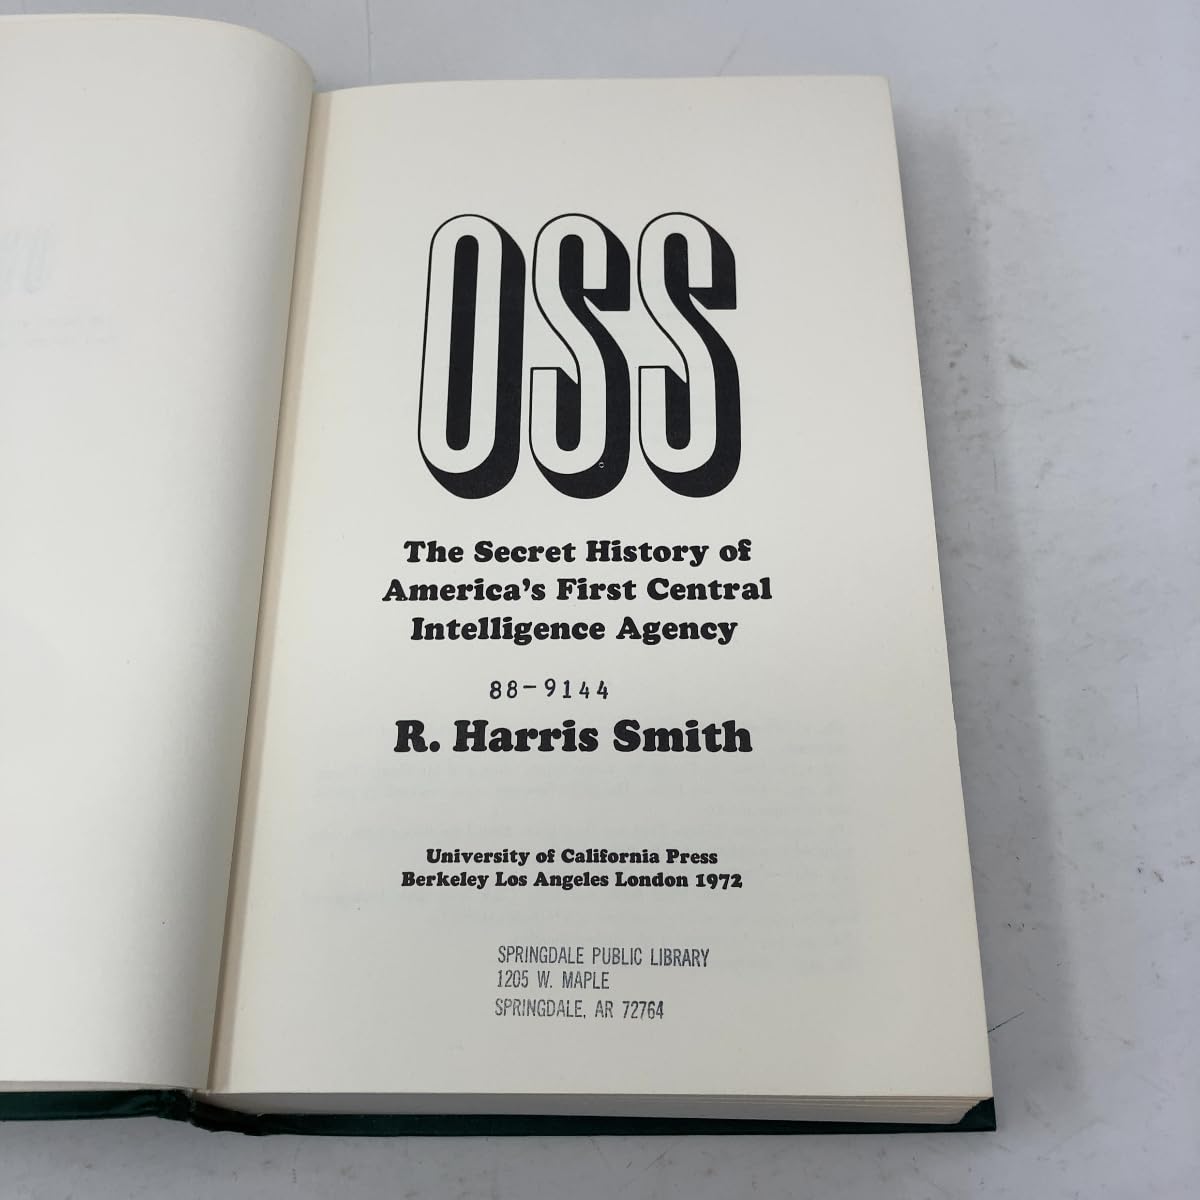 OSS
The Secret History of
America's First Central
Intelligence Agency
88-9144
R. Harris Smith
University of California Press
Berkeley Los Angeles London 1972
SPRINGDALE PUBLIC LIBRARY
1205 W. MAPLE
SPRINGDALE, AR 72764